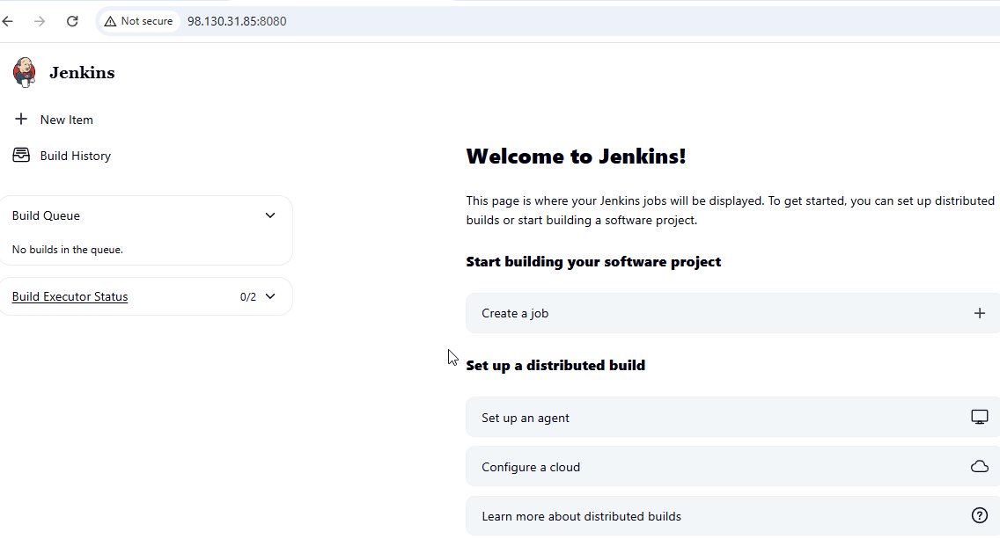 Not secure 98.130.31.85:8080
Jenkins
New Item
Build History
Build Queue
No builds in the queue.
Build Executor Status 0/2
Welcome to Jenkins!
This page is where your Jenkins jobs will be displayed. To get started, you can set up distributed
builds or start building a software project.
Start building your software project
Create a job
Set up a distributed build
Set up an agent
Configure a cloud
Learn more about distributed builds